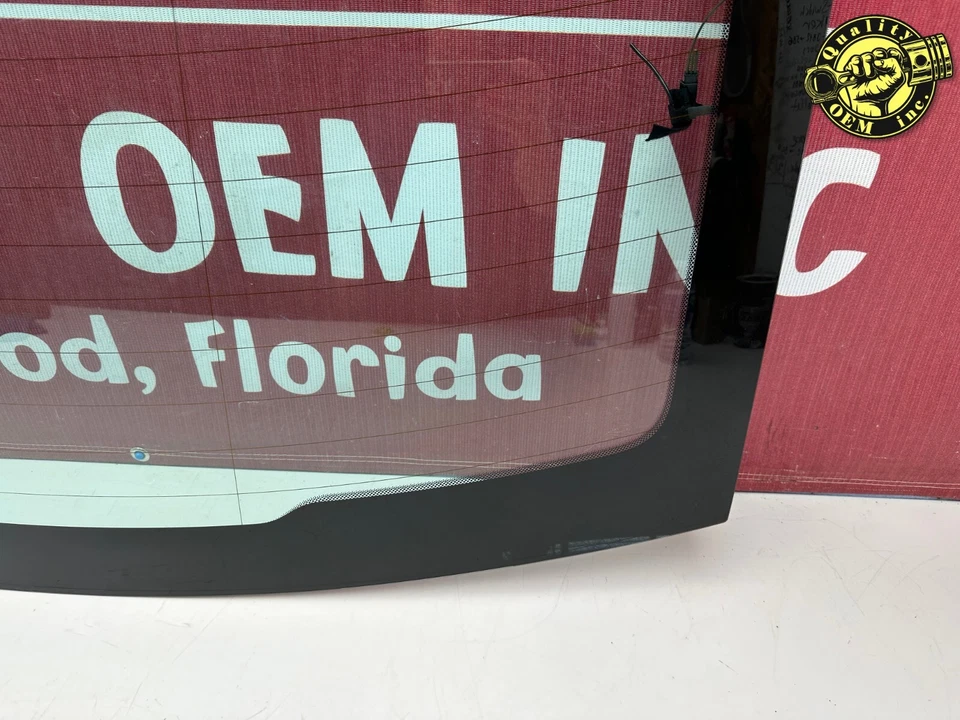 OEM INC
od, Florida
Quality
OEM inc.